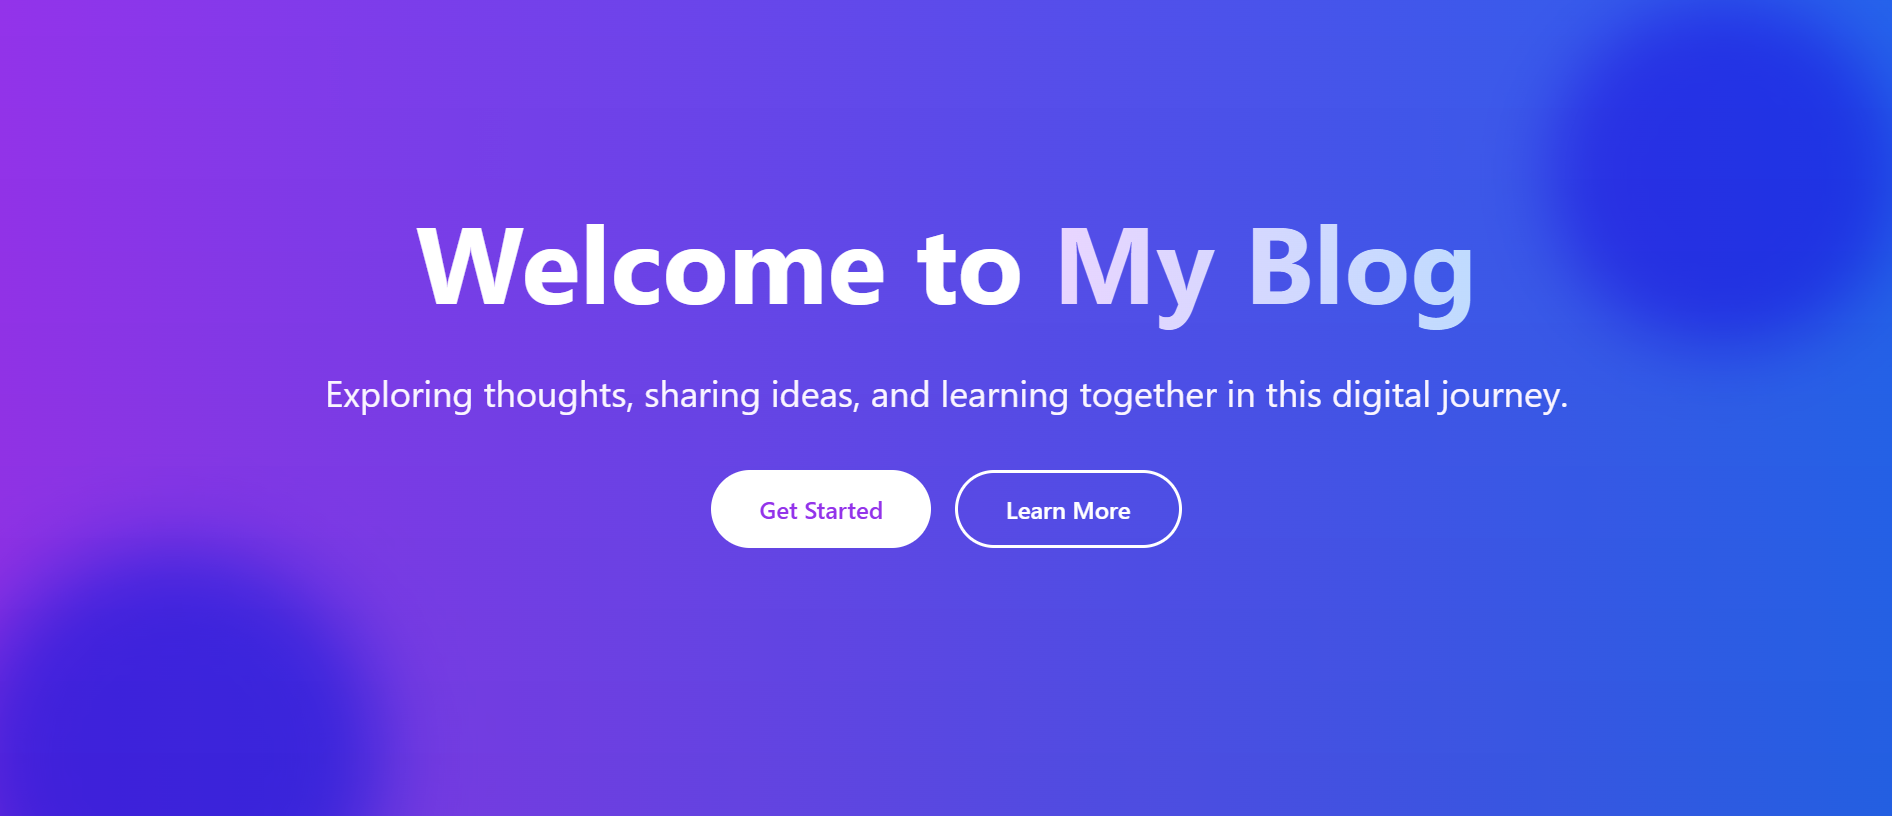 Welcome to My Blog
Exploring thoughts, sharing ideas, and learning together in this digital journey.
Get Started
Learn More